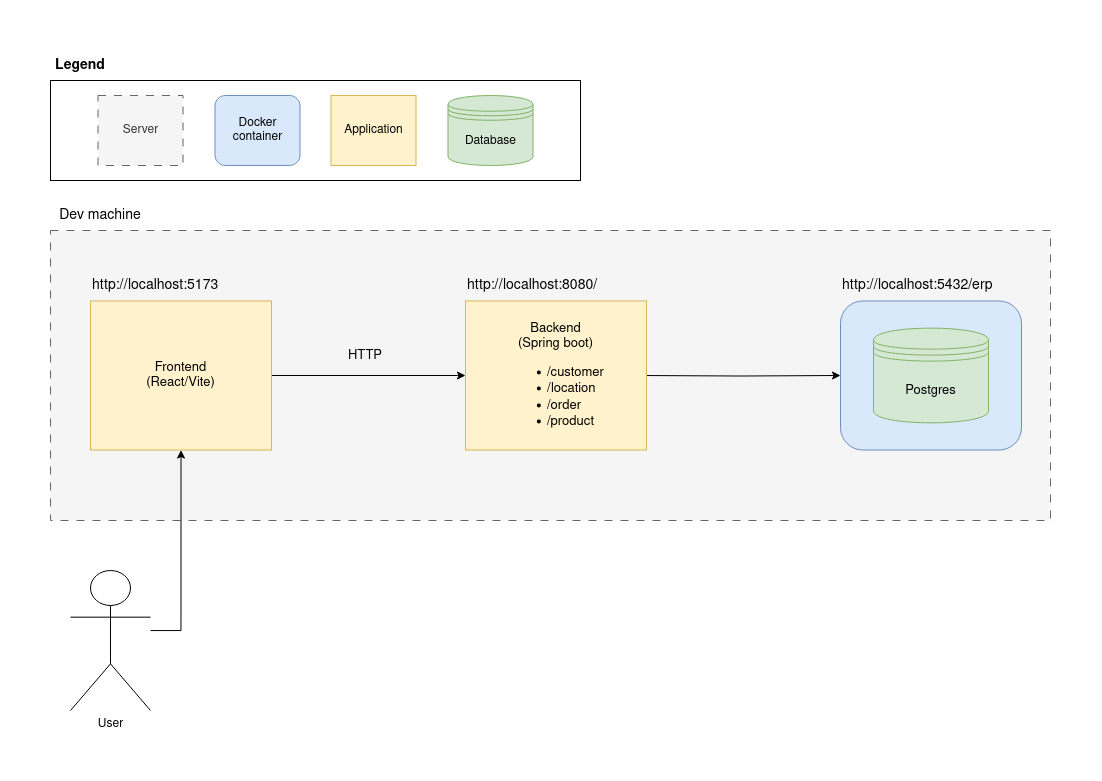 Legend
Server
Docker
container
Application
Database
Dev machine
http://localhost:5173
http://localhost:8080/
http://localhost:5432/erp
Frontend
(React/Vite)
HTTP
Backend
(Spring boot)
• /customer
• /location
• /order
• /product
Postgres
User